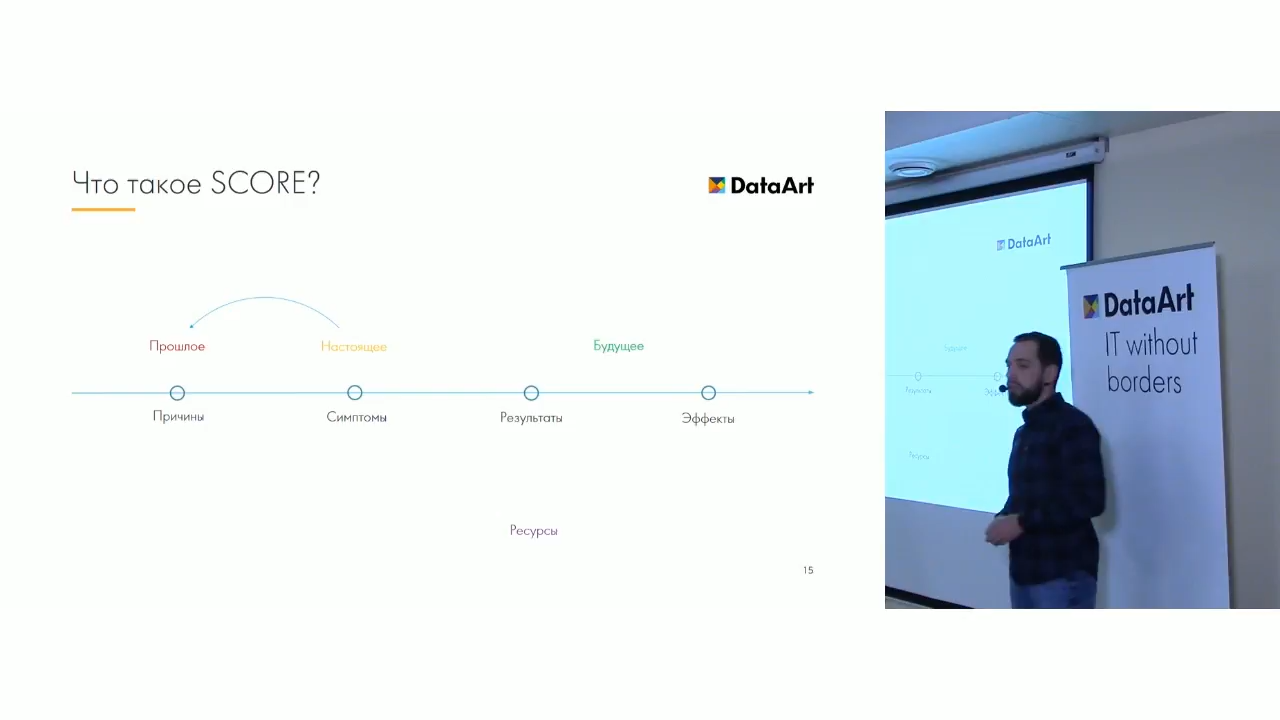 Что такое SCORE?
DataArt
Прошлое
Настоящее
Будущее
Причины
Симптомы
Результаты
Эффекты
Ресурсы
15
DataArt
DataArt
IT without
borders